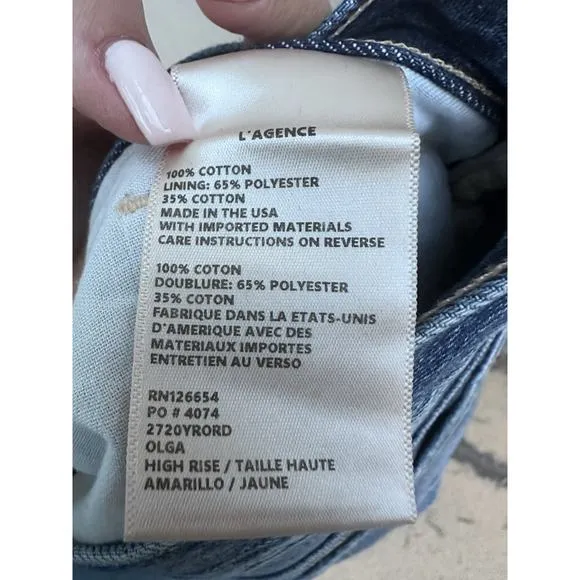 L'AGENCE
100% COTTON
LINING: 65% POLYESTER
35% COTTON
MADE IN THE USA
WITH IMPORTED MATERIALS
CARE INSTRUCTIONS ON REVERSE
100% COTON
DOUBLURE: 65% POLYESTER
35% COTON
FABRIQUE DANS LA ETATS-UNIS
D'AMERIQUE AVEC DES
MATERIAUX IMPORTES
ENTRETIEN AU VERSO
RN126654
PO # 4074
2720YRORD
OLGA
HIGH RISE / TAILLE HAUTE
AMARILLO / JAUNE